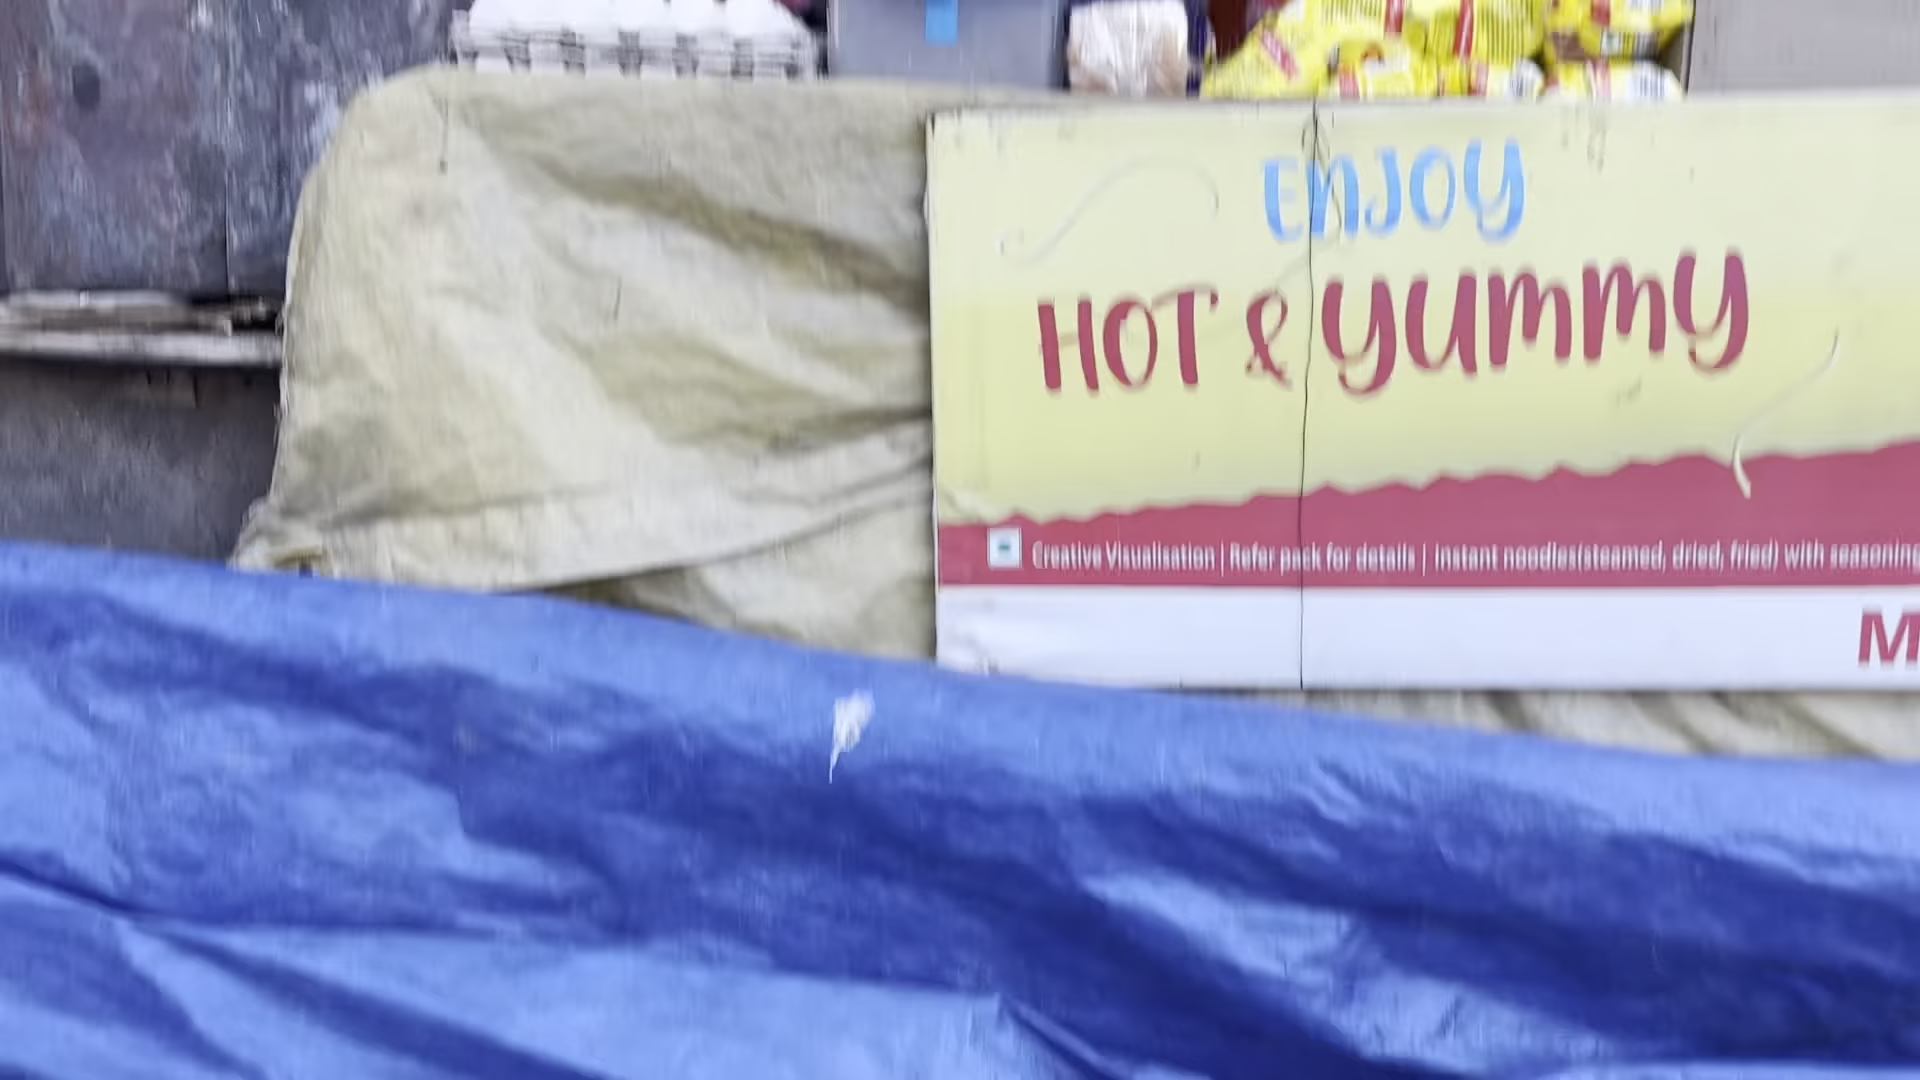 ENJOY
HOT & yummy
Creative Visualisation | Refer pack for details | Instant noodles(steamed, dried, fried) with seasoning
M